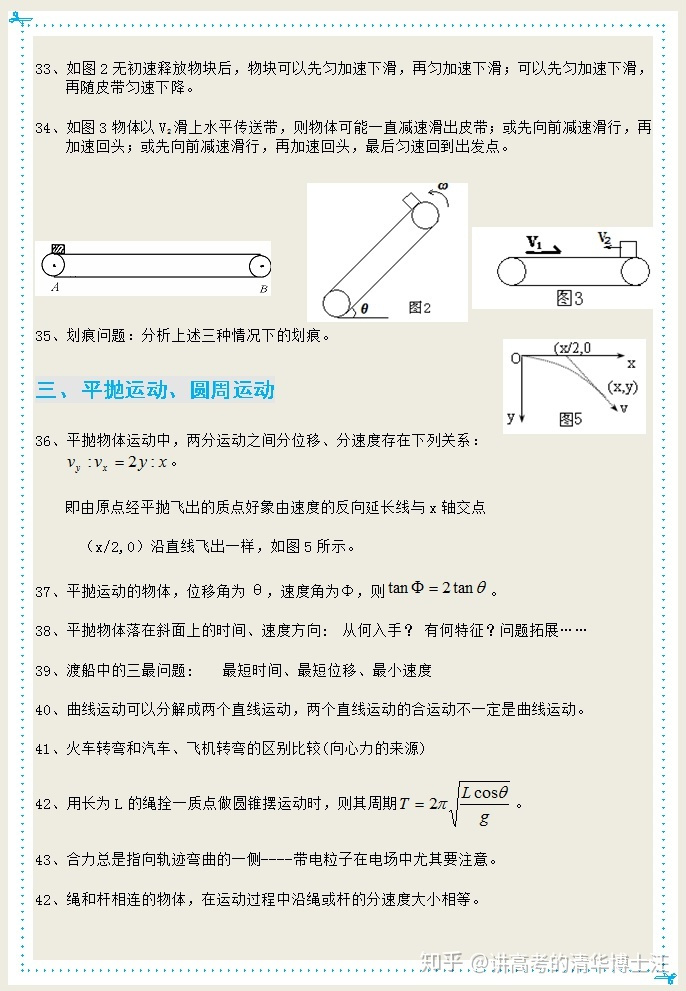 33、如图2无初速释放物块后，物块可以先匀加速下滑，再匀加速下滑；可以先匀加速下滑，
再随皮带匀速下降。
34、如图3物体以V₂滑上水平传送带，则物体可能一直减速滑出皮带；或先向前减速滑行，再
加速回头；或先向前减速滑行，再加速回头，最后匀速回到出发点。
A B
ω
θ 图2
V₁ V₂
图3
35、划痕问题：分析上述三种情况下的划痕。
(x/2,0
O x
(x,y)
y 图5 v
三、平抛运动、圆周运动
36、平抛物体运动中，两分运动之间分位移、分速度存在下列关系：
v_y :v_x =2y:x。
即由原点经平抛飞出的质点好象由速度的反向延长线与x轴交点
（x/2,0）沿直线飞出一样，如图5所示。
37、平抛运动的物体，位移角为θ，速度角为Φ，则tanΦ=2tanθ。
38、平抛物体落在斜面上的时间、速度方向： 从何入手？ 有何特征？问题拓展……
39、渡船中的三最问题： 最短时间、最短位移、最小速度
40、曲线运动可以分解成两个直线运动，两个直线运动的合运动不一定是曲线运动。
41、火车转弯和汽车、飞机转弯的区别比较(向心力的来源)
42、用长为L的绳拴一质点做圆锥摆运动时，则其周期T=2π√(Lcosθ/g)。
43、合力总是指向轨迹弯曲的一侧----带电粒子在电场中尤其要注意。
42、绳和杆相连的物体，在运动过程中沿绳或杆的分速度大小相等。
知乎 @讲高考的清华博士汪